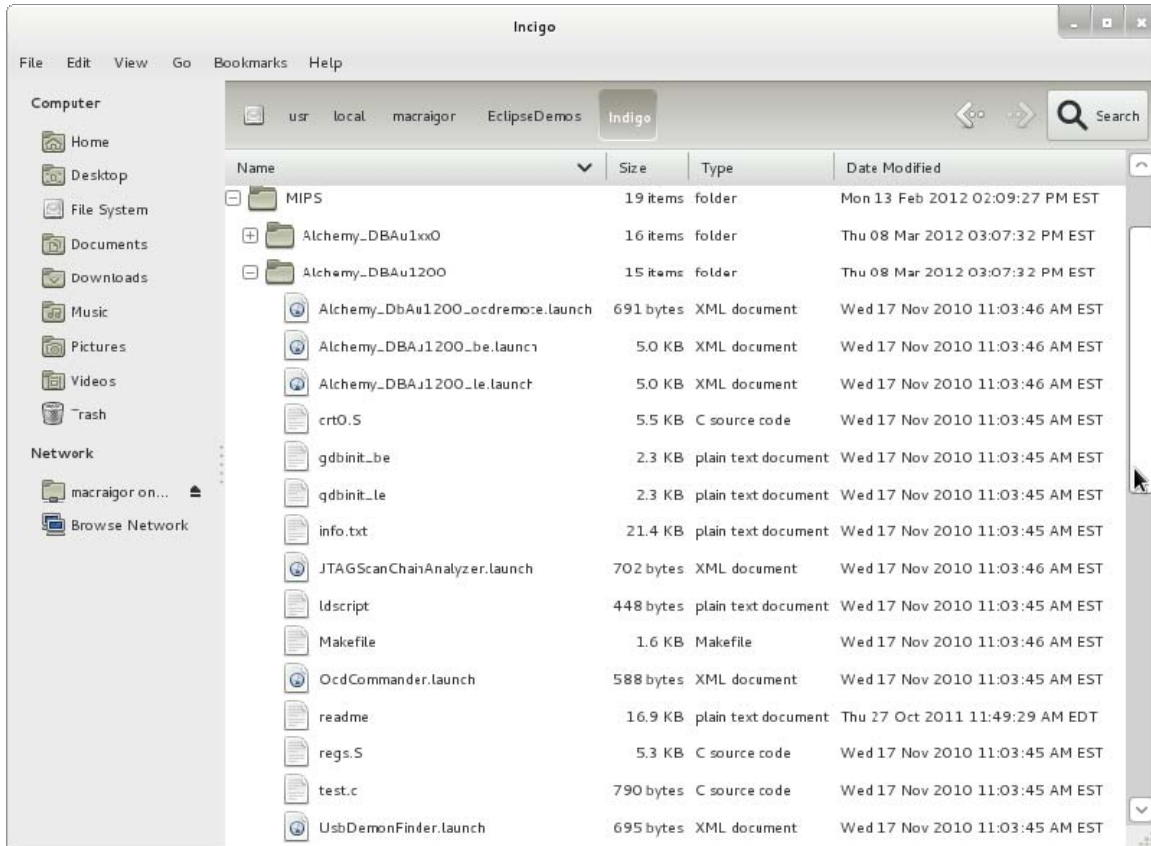 Incigo
File Edit View Go Bookmarks Help
Computer
Home
Desktop
File System
Documents
Downloads
Music
Pictures
Videos
Trash
Network
macraigor on...
Browse Network
usr local macraigor EclipseDemos Indigo
Search
Name Size Type Date Modified
MIPS 19 items folder Mon 13 Feb 2012 02:09:27 PM EST
Alchemy_DBAu1xx0 16 items folder Thu 08 Mar 2012 03:07:32 PM EST
Alchemy_DBAu1200 15 items folder Thu 08 Mar 2012 03:07:32 PM EST
Alchemy_DbAu1200_ocdremote.launch 691 bytes XML document Wed 17 Nov 2010 11:03:46 AM EST
Alchemy_DBAu1200_be.launch 5.0 KB XML document Wed 17 Nov 2010 11:03:46 AM EST
Alchemy_DBAu1200_le.launch 5.0 KB XML document Wed 17 Nov 2010 11:03:46 AM EST
crt0.S 5.5 KB C source code Wed 17 Nov 2010 11:03:45 AM EST
gdbinit_be 2.3 KB plain text document Wed 17 Nov 2010 11:03:45 AM EST
gdbinit_le 2.3 KB plain text document Wed 17 Nov 2010 11:03:45 AM EST
info.txt 21.4 KB plain text document Wed 17 Nov 2010 11:03:45 AM EST
JTAGScanChainAnalyzer.launch 702 bytes XML document Wed 17 Nov 2010 11:03:46 AM EST
ldscript 448 bytes plain text document Wed 17 Nov 2010 11:03:45 AM EST
Makefile 1.6 KB Makefile Wed 17 Nov 2010 11:03:46 AM EST
OcdCommander.launch 588 bytes XML document Wed 17 Nov 2010 11:03:45 AM EST
readme 16.9 KB plain text document Thu 27 Oct 2011 11:49:29 AM EDT
regs.S 5.3 KB C source code Wed 17 Nov 2010 11:03:45 AM EST
test.c 790 bytes C source code Wed 17 Nov 2010 11:03:45 AM EST
UsbDemonFinder.launch 695 bytes XML document Wed 17 Nov 2010 11:03:45 AM EST